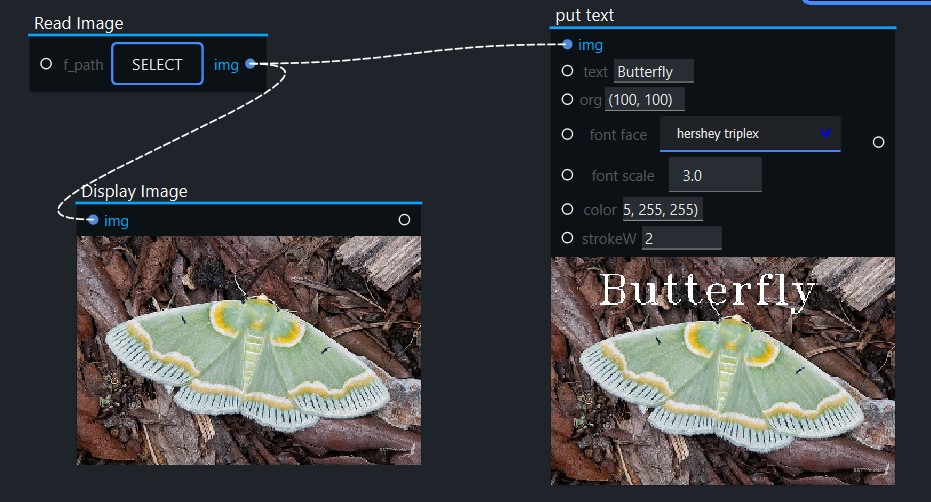 Read Image
f_path SELECT img
put text
img
text Butterfly
org (100, 100)
font face hershey triplex
font scale 3.0
color 5, 255, 255)
strokeW 2
Butterfly
Display Image
img